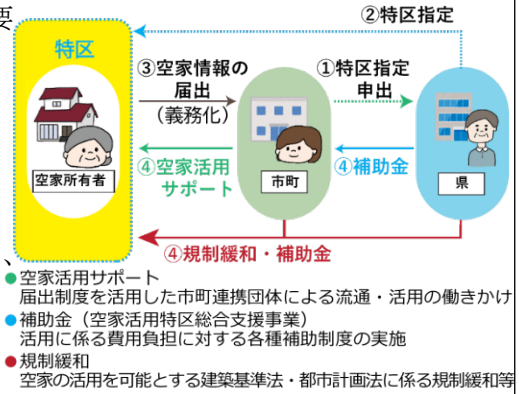 要
②特区指定
特区
③空家情報の
届出
(義務化)
①特区指定
申出
空家所有者
④空家活用
サポート
市町
④補助金
県
④規制緩和・補助金
、
●空家活用サポート
届出制度を活用した市町連携団体による流通・活用の働きかけ
●補助金（空家活用特区総合支援事業）
活用に係る費用負担に対する各種補助制度の実施
●規制緩和
空家の活用を可能とする建築基準法・都市計画法に係る規制緩和等